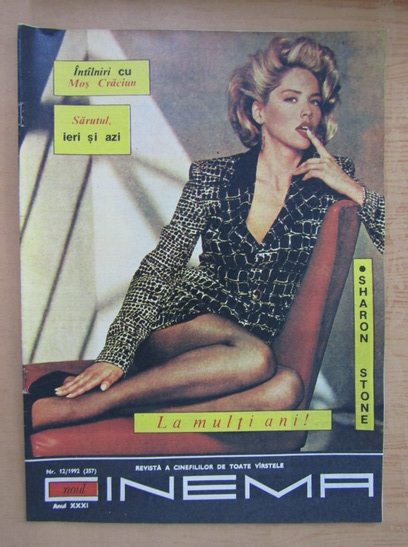 Întîlniri cu
Moș Crăciun
Sărutul,
ieri și azi
● SHARON STONE
La mulți ani!
Nr. 12/1992 (357)
REVISTĂ A CINEFILILOR DE TOATE VÎRSTELE
noul
CINEMA
Anul XXXI